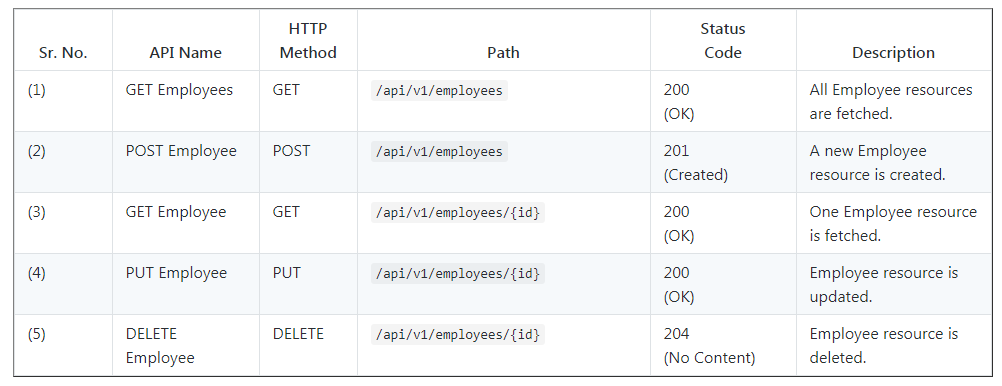 Sr. No. API Name HTTP Method Path Status Code Description
(1) GET Employees GET /api/v1/employees 200 (OK) All Employee resources are fetched.
(2) POST Employee POST /api/v1/employees 201 (Created) A new Employee resource is created.
(3) GET Employee GET /api/v1/employees/{id} 200 (OK) One Employee resource is fetched.
(4) PUT Employee PUT /api/v1/employees/{id} 200 (OK) Employee resource is updated.
(5) DELETE Employee DELETE /api/v1/employees/{id} 204 (No Content) Employee resource is deleted.